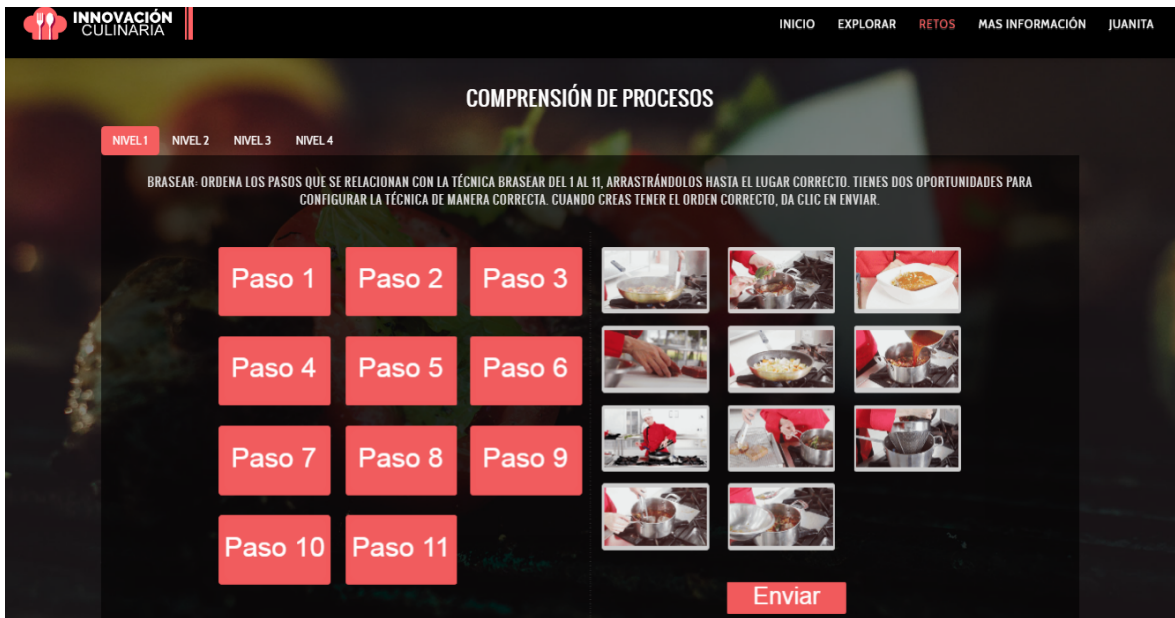 INNOVACIÓN
CULINARIA
INICIO EXPLORAR RETOS MAS INFORMACIÓN JUANITA
COMPRENSIÓN DE PROCESOS
NIVEL 1 NIVEL 2 NIVEL 3 NIVEL 4
BRASEAR: ORDENA LOS PASOS QUE SE RELACIONAN CON LA TÉCNICA BRASEAR DEL 1 AL 11, ARRASTRÁNDOLOS HASTA EL LUGAR CORRECTO. TIENES DOS OPORTUNIDADES PARA
CONFIGURAR LA TÉCNICA DE MANERA CORRECTA. CUANDO CREAS TENER EL ORDEN CORRECTO, DA CLIC EN ENVIAR.
Paso 1 Paso 2 Paso 3
Paso 4 Paso 5 Paso 6
Paso 7 Paso 8 Paso 9
Paso 10 Paso 11
Enviar